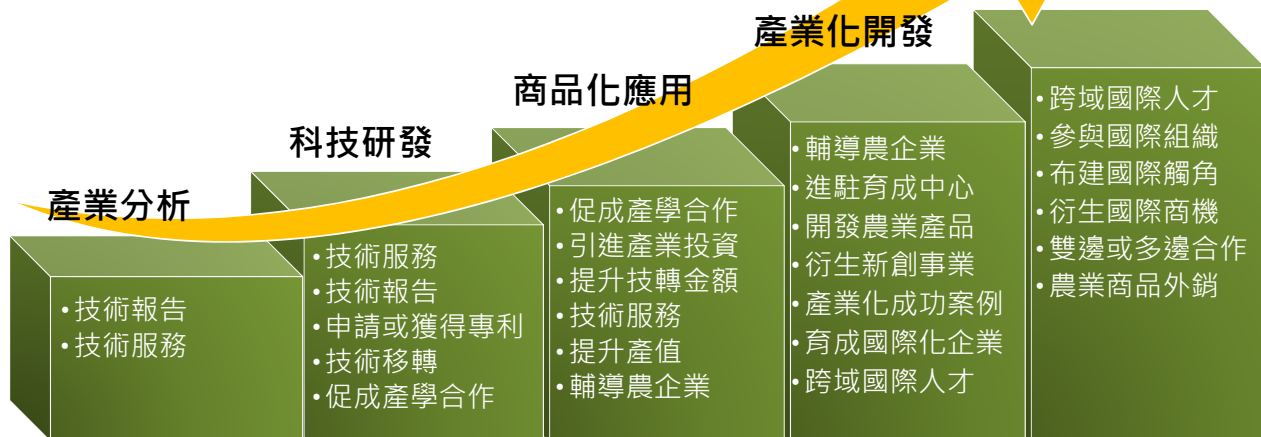 產業分析
•技術報告
•技術服務
科技研發
•技術服務
•技術報告
•申請或獲得專利
•技術移轉
•促成產學合作
商品化應用
•促成產學合作
•引進產業投資
•提升技轉金額
•技術服務
•提升產值
•輔導農企業
產業化開發
•輔導農企業
•進駐育成中心
•開發農業產品
•衍生新創事業
•產業化成功案例
•育成國際化企業
•跨域國際人才
•跨域國際人才
•參與國際組織
•布建國際觸角
•衍生國際商機
•雙邊或多邊合作
•農業商品外銷